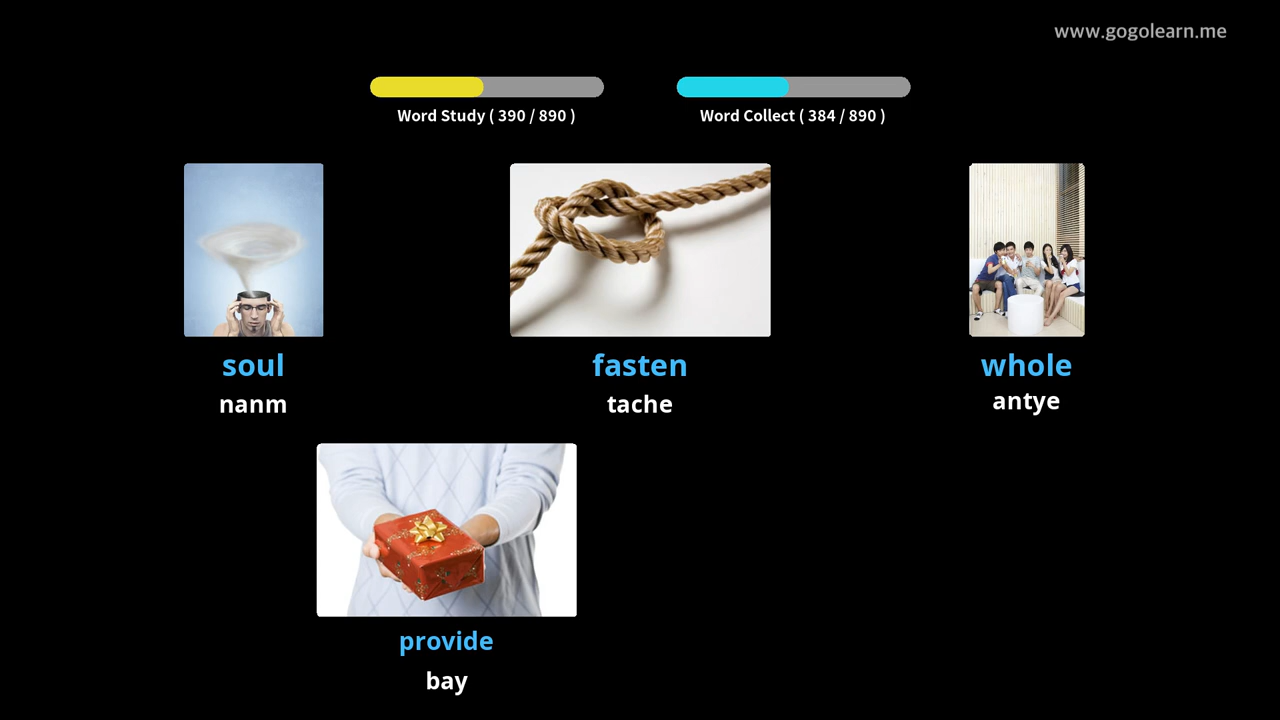 www.gogolearn.me
Word Study ( 390 / 890 )
Word Collect ( 384 / 890 )
soul
nanm
fasten
tache
whole
antye
provide
bay